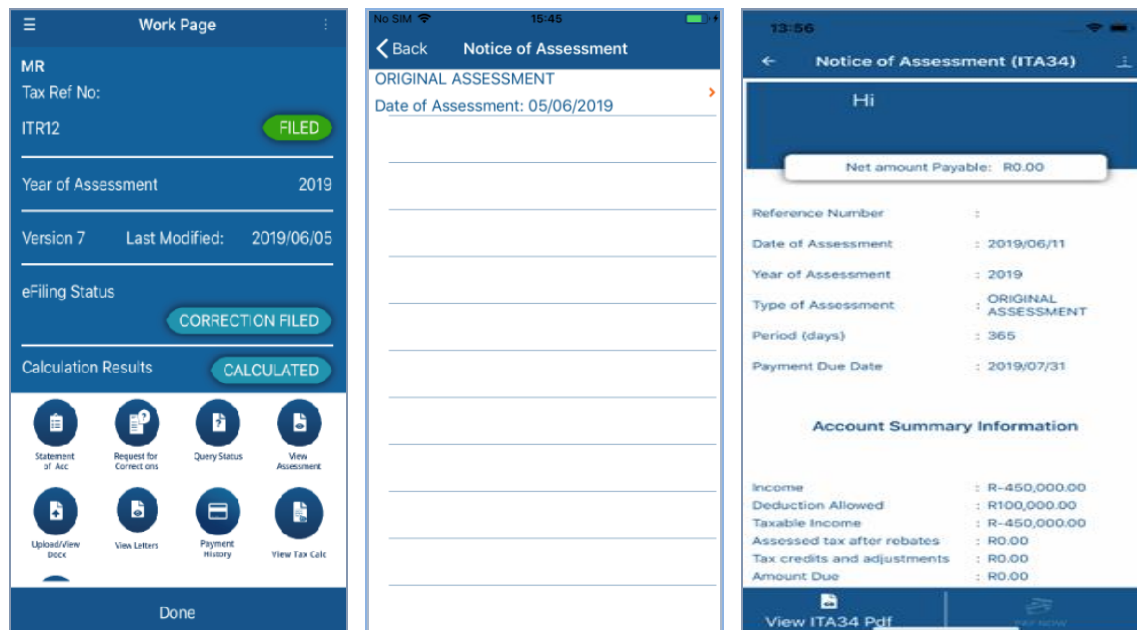 Work Page
MR
Tax Ref No:
ITR12 FILED
Year of Assessment 2019
Version 7 Last Modified: 2019/06/05
eFiling Status
CORRECTION FILED
Calculation Results CALCULATED
Statement of Acc
Request for Corrections
Query Status
View Assessment
Upload/View Docs
View Letters
Payment History
View Tax Calc
Done
No SIM 15:45
Back Notice of Assessment
ORIGINAL ASSESSMENT
Date of Assessment: 05/06/2019
13:56
Notice of Assessment (ITA34)
Hi
Net amount Payable: R0.00
Reference Number :
Date of Assessment : 2019/06/11
Year of Assessment : 2019
Type of Assessment : ORIGINAL ASSESSMENT
Period (days) : 365
Payment Due Date : 2019/07/31
Account Summary Information
Income : R-450,000.00
Deduction Allowed : R100,000.00
Taxable Income : R-450,000.00
Assessed tax after rebates : R0.00
Tax credits and adjustments : R0.00
Amount Due : R0.00
View ITA34 Pdf
PAY NOW